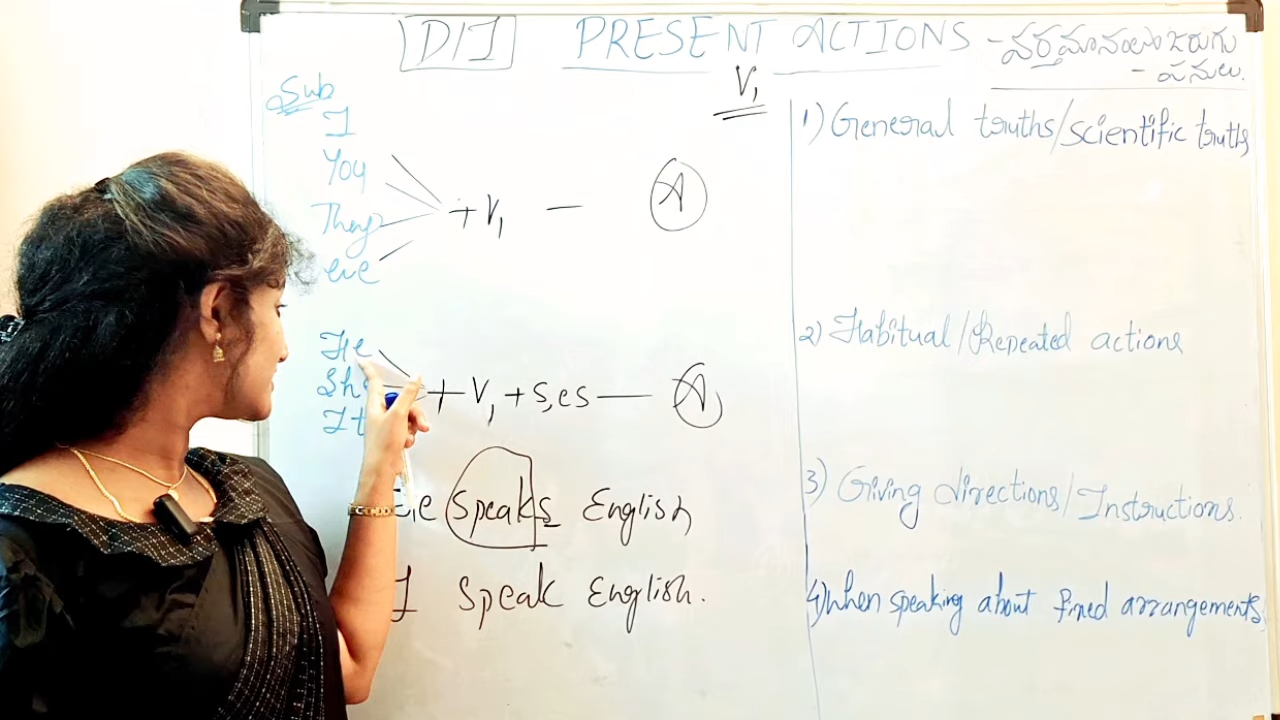 D/I PRESENT ACTIONS - వర్తమానంలో జరుగు
- పనులు.
V₁
Sub
I
You
They
we
+ V₁ — A
He
She
It
+ V₁ + s, es — A
He speaks English
I speak English.
1) General truths/scientific truths
2) Habitual/Repeated actions
3) Giving directions/Instructions.
4) when speaking about fixed arrangements.